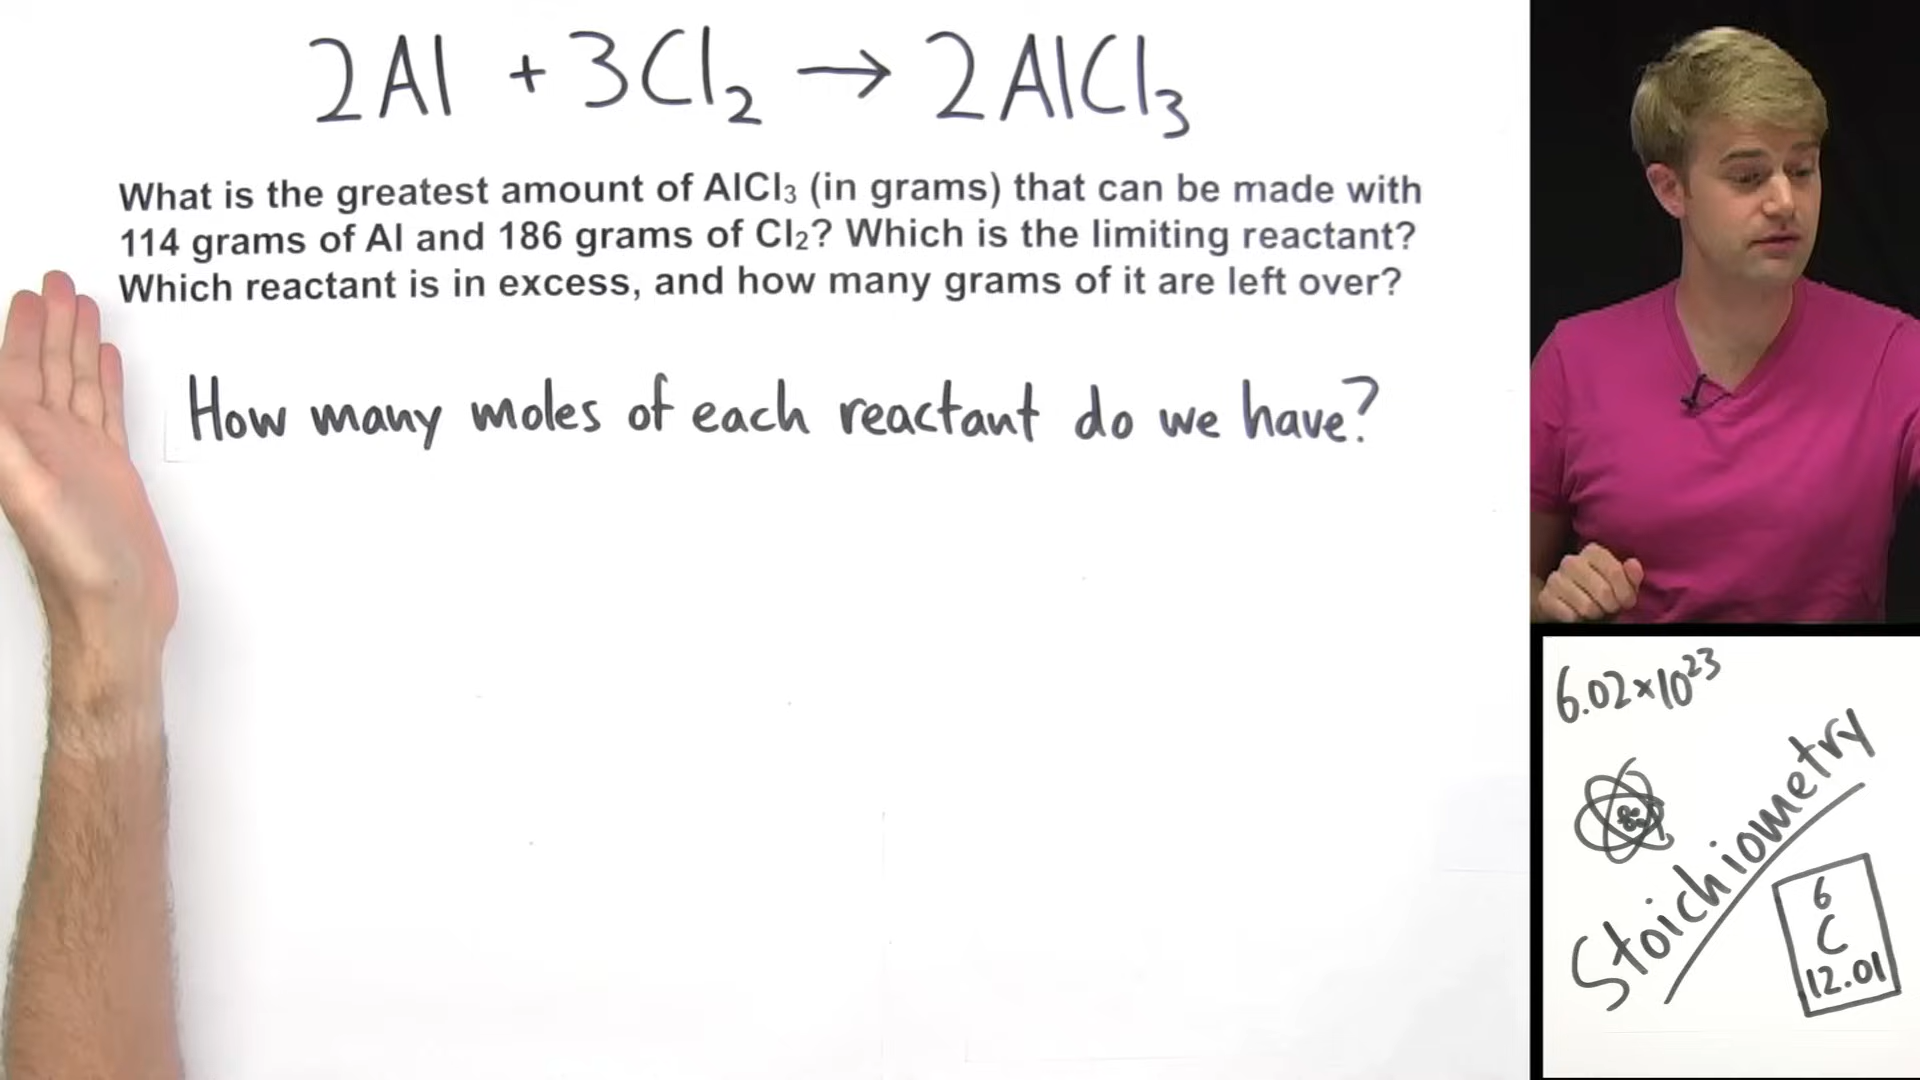 2Al + 3Cl₂ → 2AlCl₃
What is the greatest amount of AlCl₃ (in grams) that can be made with
114 grams of Al and 186 grams of Cl₂? Which is the limiting reactant?
Which reactant is in excess, and how many grams of it are left over?
How many moles of each reactant do we have?
6.02×10²³
Stoichiometry
6
C
12.01